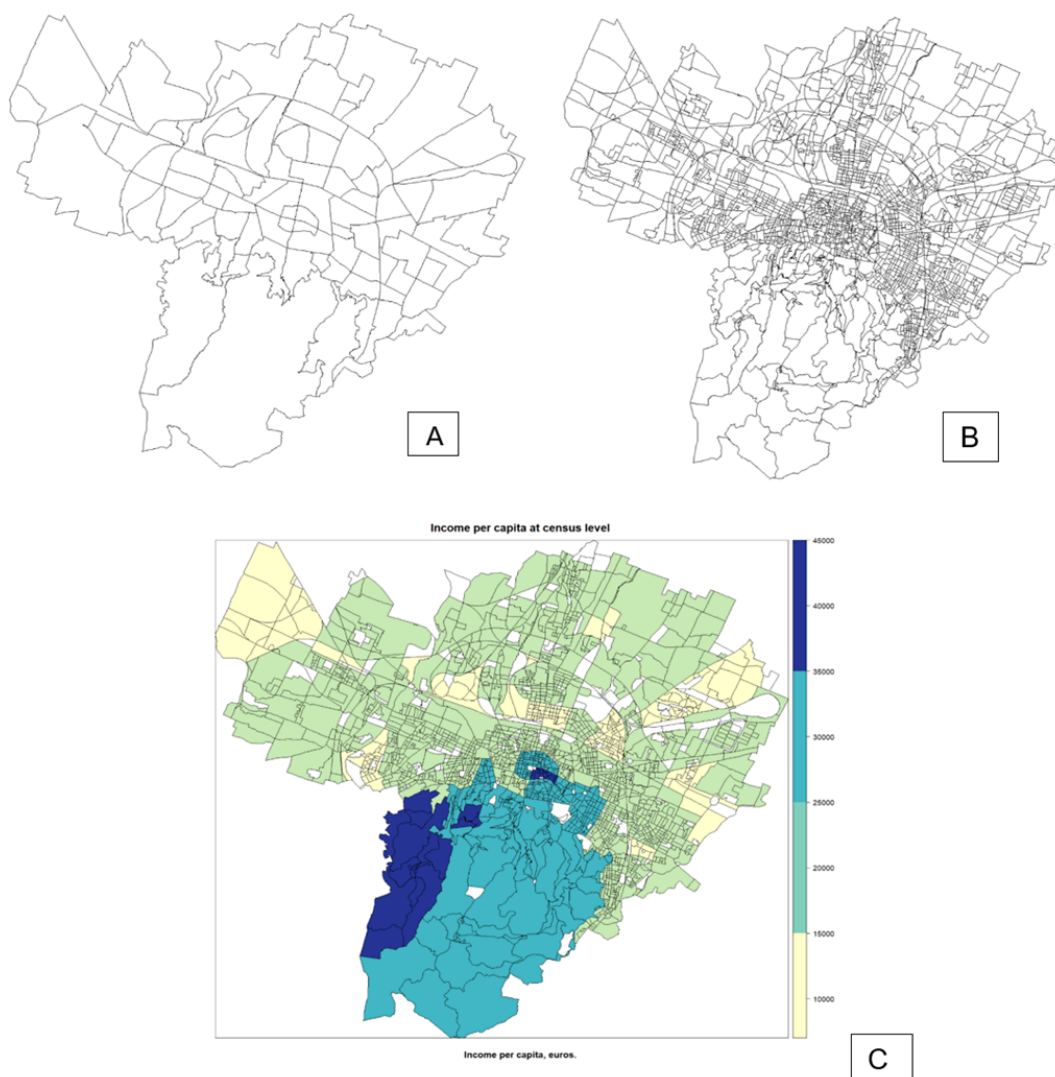 A
B
Income per capita at census level
45000
40000
35000
30000
25000
20000
15000
10000
Income per capita, euros.
C